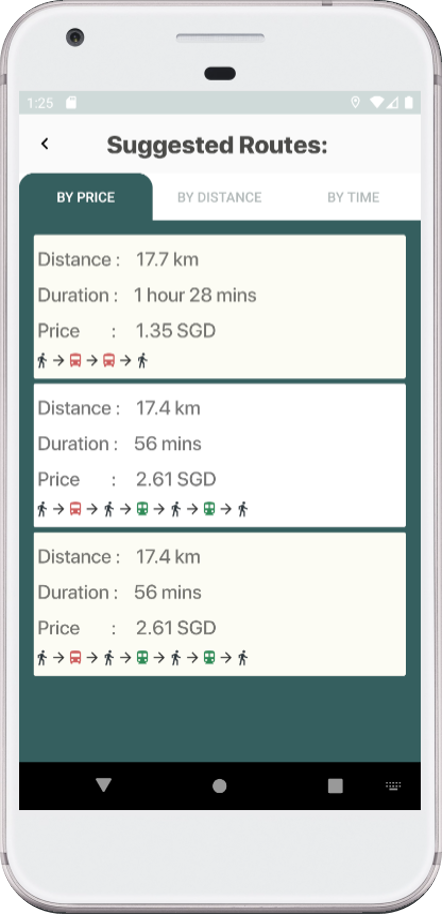 1:25
Suggested Routes:
BY PRICE BY DISTANCE BY TIME
Distance : 17.7 km
Duration : 1 hour 28 mins
Price : 1.35 SGD
Distance : 17.4 km
Duration : 56 mins
Price : 2.61 SGD
Distance : 17.4 km
Duration : 56 mins
Price : 2.61 SGD